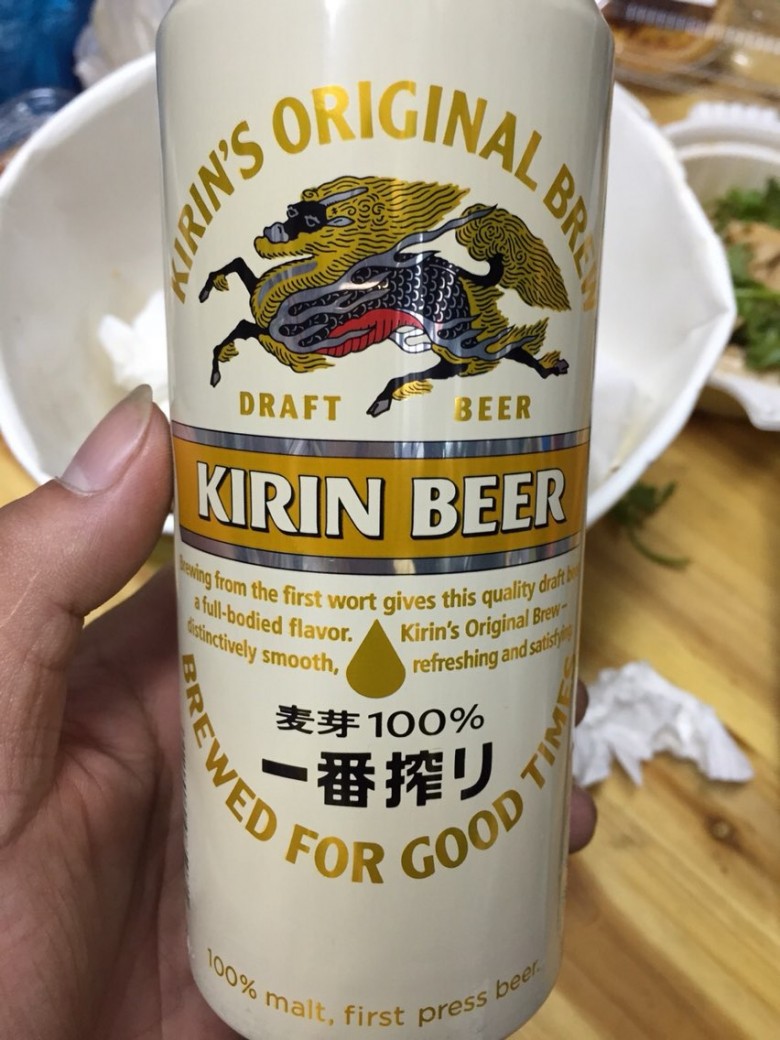 KIRIN'S ORIGINAL BREW
DRAFT BEER
KIRIN BEER
Brewing from the first wort gives this quality draft beer
a full-bodied flavor. Kirin's Original Brew –
distinctively smooth, refreshing and satisfying.
麦芽100%
一番搾り
BREWED FOR GOOD TIMES
100% malt, first press beer.